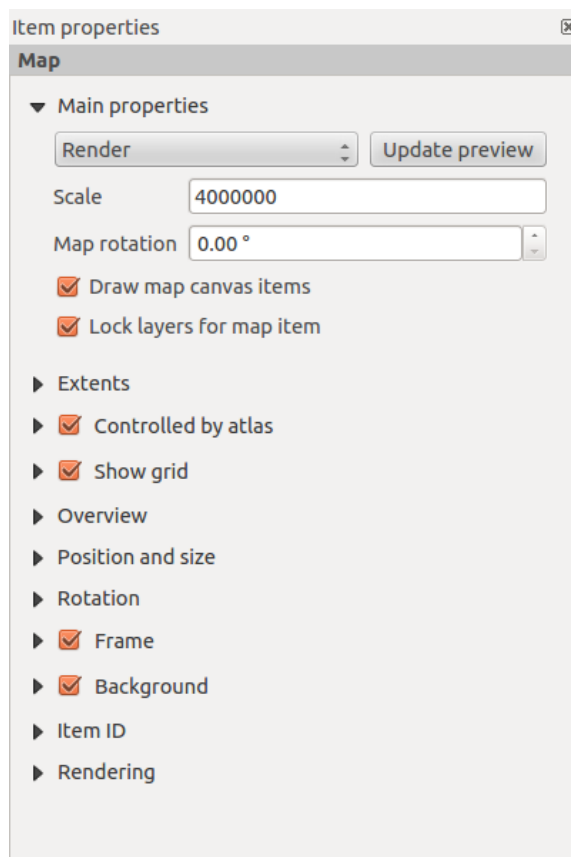 Item properties
Map
Main properties
Render Update preview
Scale 4000000
Map rotation 0.00 °
Draw map canvas items
Lock layers for map item
Extents
Controlled by atlas
Show grid
Overview
Position and size
Rotation
Frame
Background
Item ID
Rendering